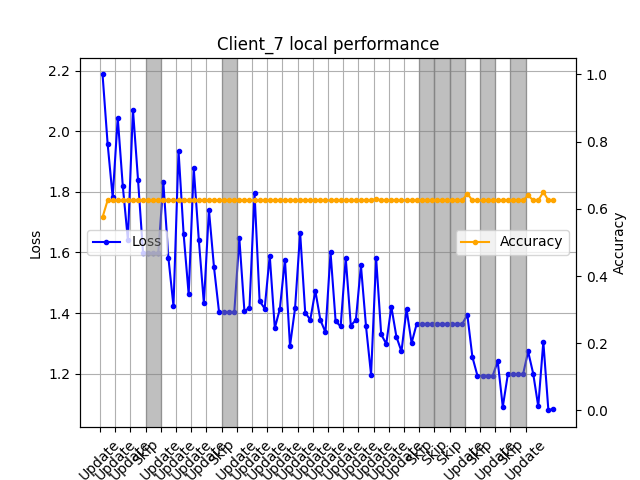 Client_7 local performance
2.2
2.0
1.8
1.6
1.4
1.2
Loss
1.0
0.8
0.6
0.4
0.2
0.0
Accuracy
Loss
Accuracy
Update
Update
Update
Skip
Update
Update
Update
Update
Skip
Update
Update
Update
Update
Update
Update
Update
Update
Update
Update
Update
Update
Skip
Skip
Skip
Update
Skip
Update
Skip
Update